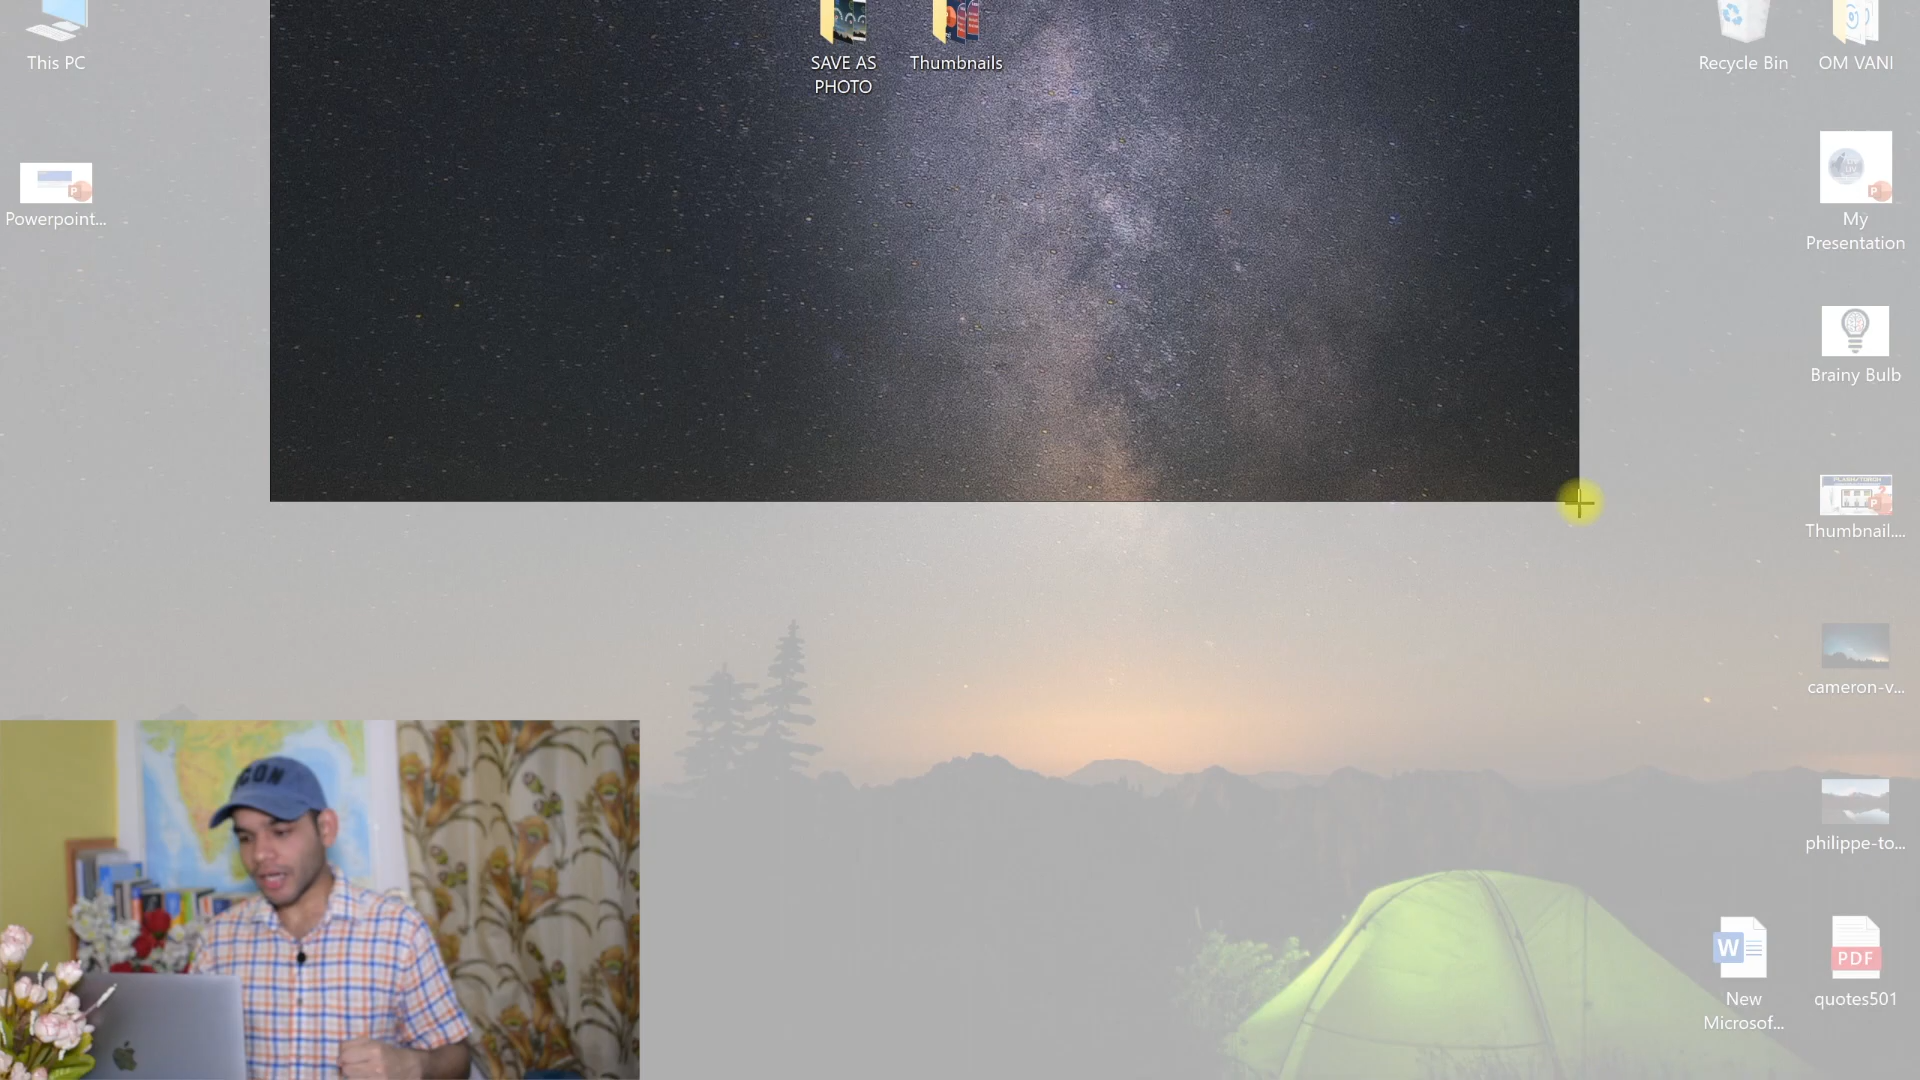 This PC
SAVE AS
PHOTO
Thumbnails
Recycle Bin
OM VANI
Powerpoint...
My
Presentation
Brainy Bulb
Thumbnail....
cameron-v...
philippe-to...
W
New
Microsof...
PDF
quotes501
ICON